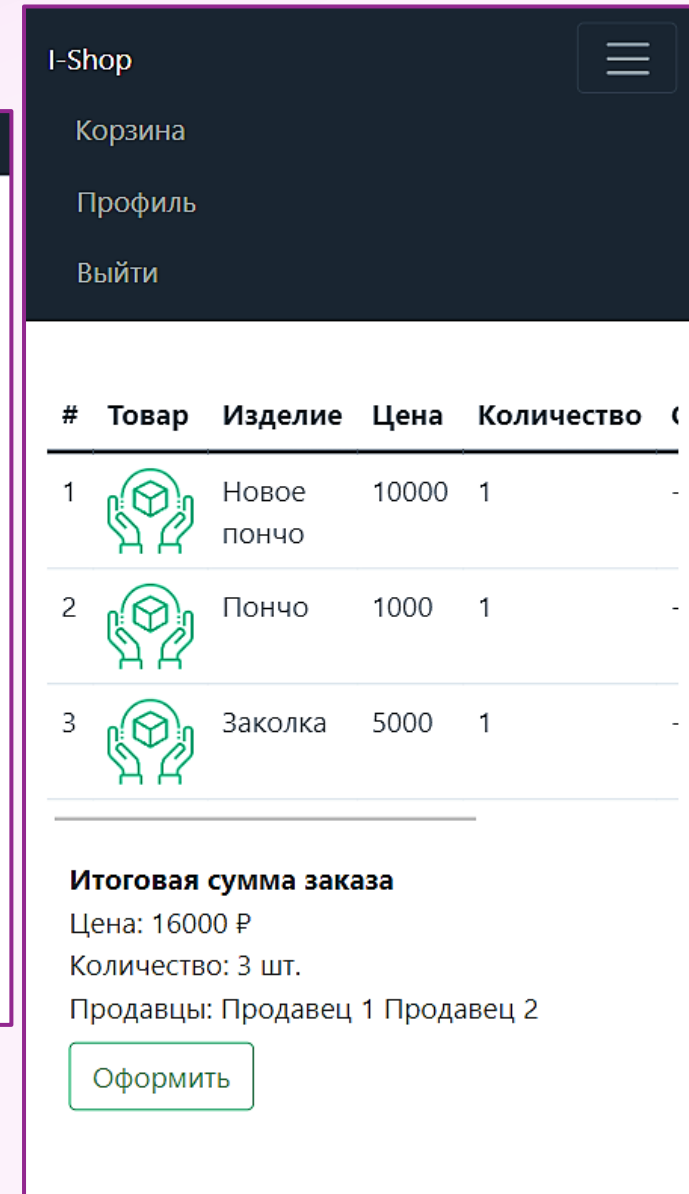 I-Shop
Корзина
Профиль
Выйти
# Товар Изделие Цена Количество
1 Новое пончо 10000 1 -
2 Пончо 1000 1 -
3 Заколка 5000 1 -
Итоговая сумма заказа
Цена: 16000 ₽
Количество: 3 шт.
Продавцы: Продавец 1 Продавец 2
Оформить